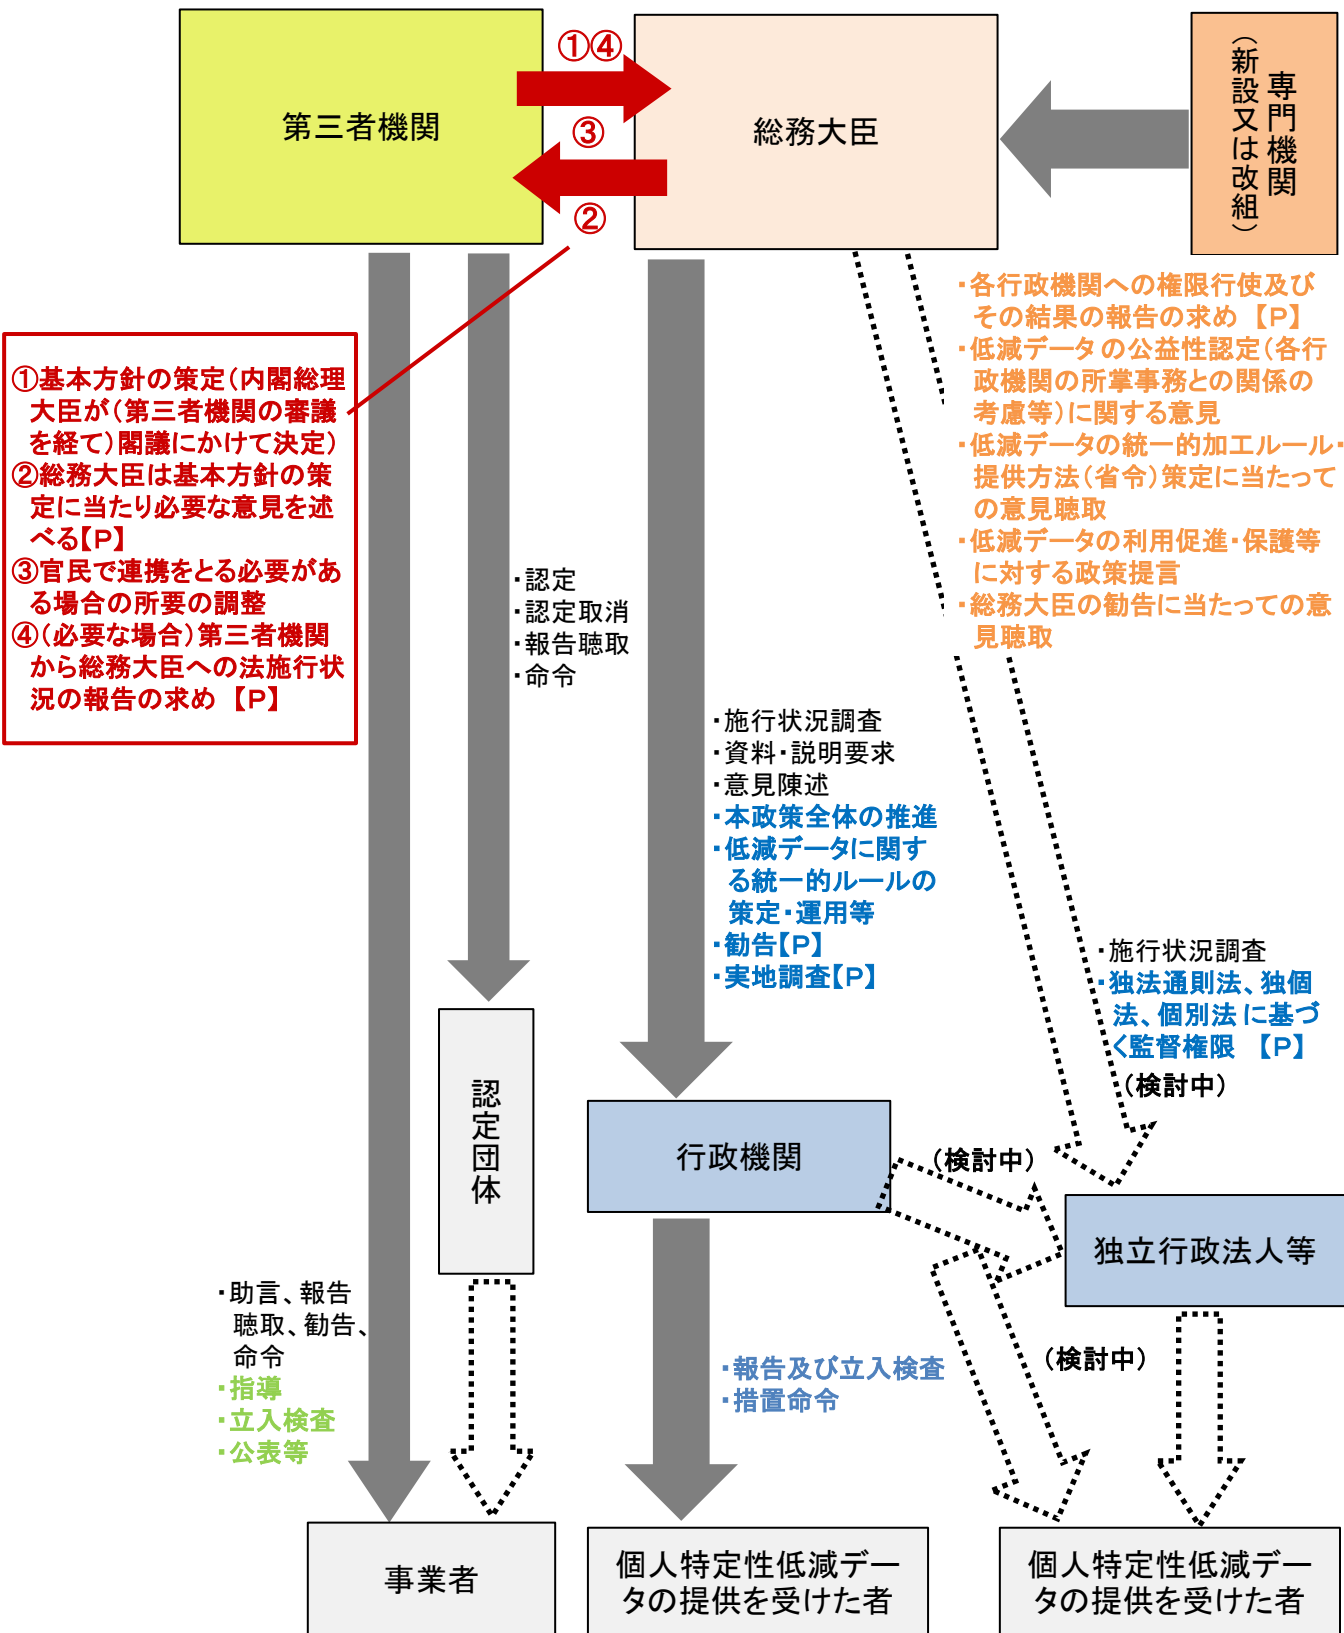 第三者機関
①④
③
②
総務大臣
専門機関
（新設又は改組）
①基本方針の策定（内閣総理
大臣が（第三者機関の審議
を経て）閣議にかけて決定）
②総務大臣は基本方針の策
定に当たり必要な意見を述
べる【Ｐ】
③官民で連携をとる必要があ
る場合の所要の調整
④（必要な場合）第三者機関
から総務大臣への法施行状
況の報告の求め 【Ｐ】
・各行政機関への権限行使及び
その結果の報告の求め 【Ｐ】
・低減データの公益性認定（各行
政機関の所掌事務との関係の
考慮等）に関する意見
・低減データの統一的加工ルール・
提供方法（省令）策定に当たって
の意見聴取
・低減データの利用促進・保護等
に対する政策提言
・総務大臣の勧告に当たっての意
見聴取
・認定
・認定取消
・報告聴取
・命令
・施行状況調査
・資料・説明要求
・意見陳述
・本政策全体の推進
・低減データに関す
る統一的ルールの
策定・運用等
・勧告【Ｐ】
・実地調査【Ｐ】
・施行状況調査
・独法通則法、独個
法、個別法に基づ
く監督権限 【Ｐ】
（検討中）
認定団体
行政機関
（検討中）
独立行政法人等
・助言、報告
聴取、勧告、
命令
・指導
・立入検査
・公表等
・報告及び立入検査
・措置命令
（検討中）
事業者
個人特定性低減デー
タの提供を受けた者
個人特定性低減デー
タの提供を受けた者